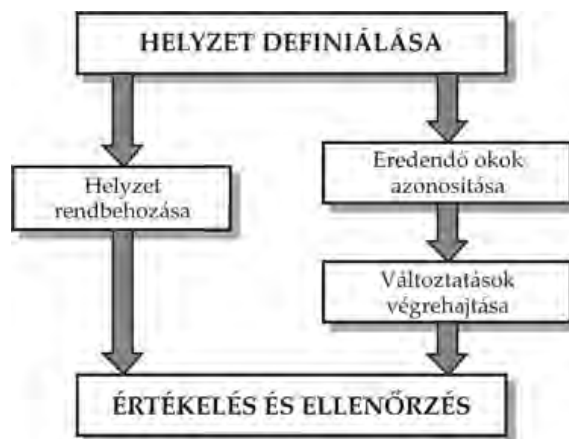 HELYZET DEFINIÁLÁSA
Helyzet
rendbehozása
Eredendő okok
azonosítása
Változtatások
végrehajtása
ÉRTÉKELÉS ÉS ELLENŐRZÉS